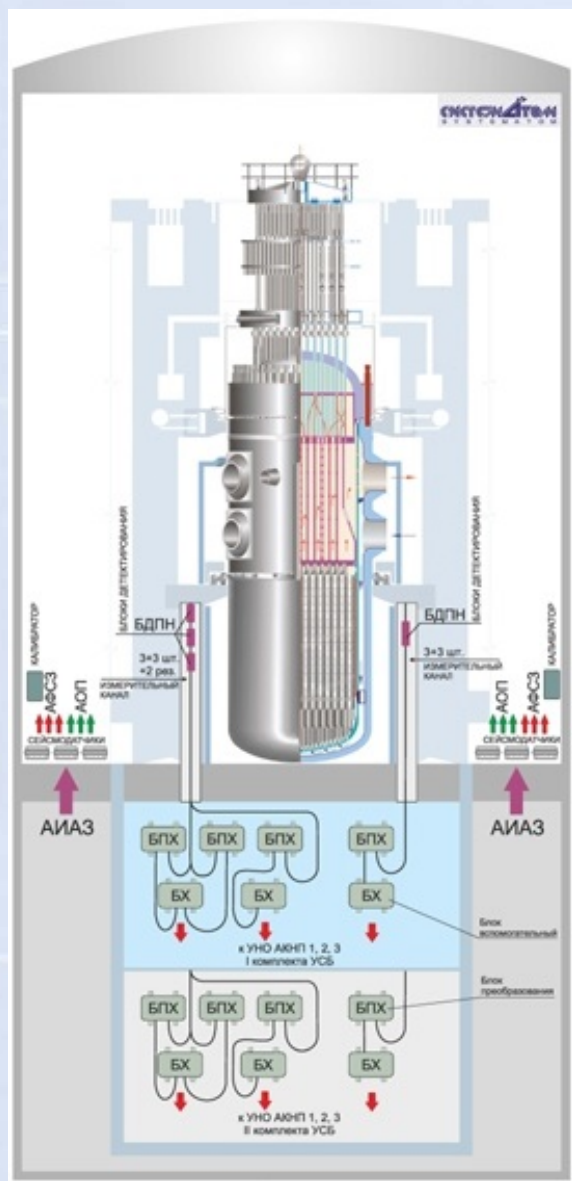 СИСТЕМАТОМ
SYSTEMATOM
БЛОКИ ДЕТЕКТИРОВАНИЯ
БДПН
3+3 шт.
+2 рез.
ИЗМЕРИТЕЛЬНЫЙ
КАНАЛ
КАЛИБРАТОР
АФСЗ
АОП
СЕЙСМОДАТЧИКИ
АИАЗ
БЛОКИ ДЕТЕКТИРОВАНИЯ
БДПН
3+3 шт.
ИЗМЕРИТЕЛЬНЫЙ
КАНАЛ
АОП
АФСЗ
КАЛИБРАТОР
СЕЙСМОДАТЧИКИ
АИАЗ
БПХ БПХ БПХ БПХ
БХ БХ БХ
Блок
вспомогательный
к УНО АКНП 1, 2, 3
I комплекта УСБ
Блок
преобразования
БПХ БПХ БПХ БПХ
БХ БХ БХ
к УНО АКНП 1, 2, 3
II комплекта УСБ